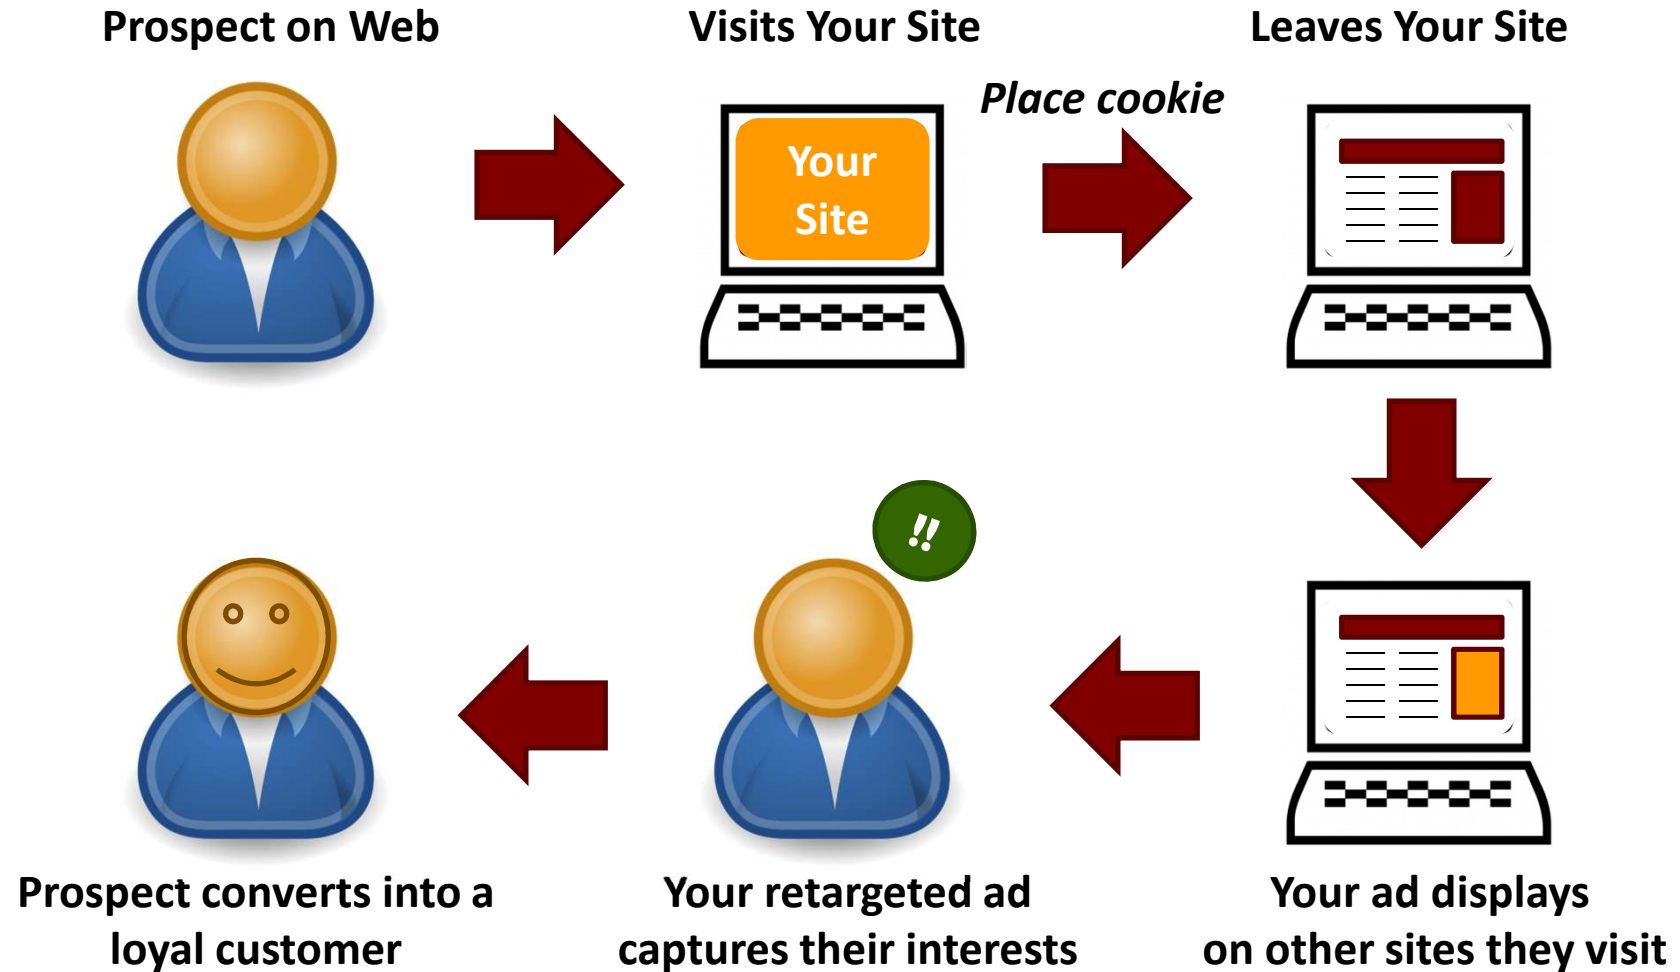 Prospect on Web
Visits Your Site
Leaves Your Site
Place cookie
Your
Site
!!
Prospect converts into a
loyal customer
Your retargeted ad
captures their interests
Your ad displays
on other sites they visit